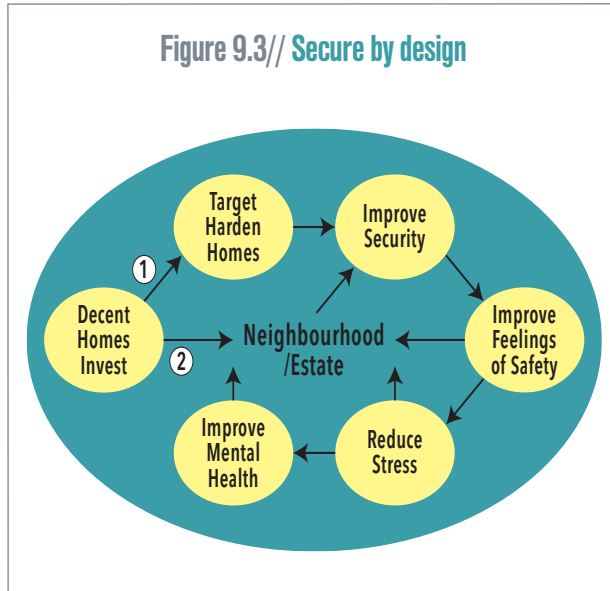 Figure 9.3// Secure by design
Target
Harden
Homes
Improve
Security
1
Decent
Homes
Invest
2
Neighbourhood
/Estate
Improve
Feelings
of Safety
Improve
Mental
Health
Reduce
Stress